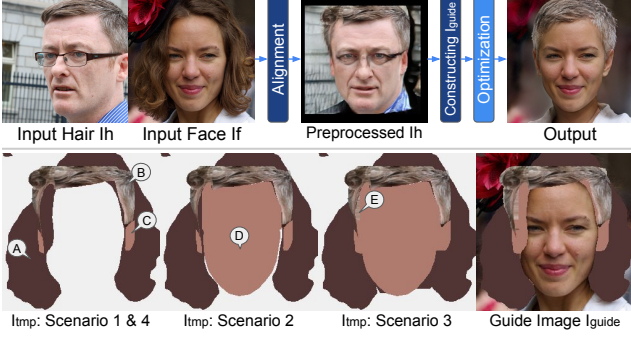 Alignment
Constructing Iguide
Optimization
Input Hair Ih
Input Face If
Preprocessed Ih
Output
B
C
E
A
D
Itmp: Scenario 1 & 4
Itmp: Scenario 2
Itmp: Scenario 3
Guide Image Iguide